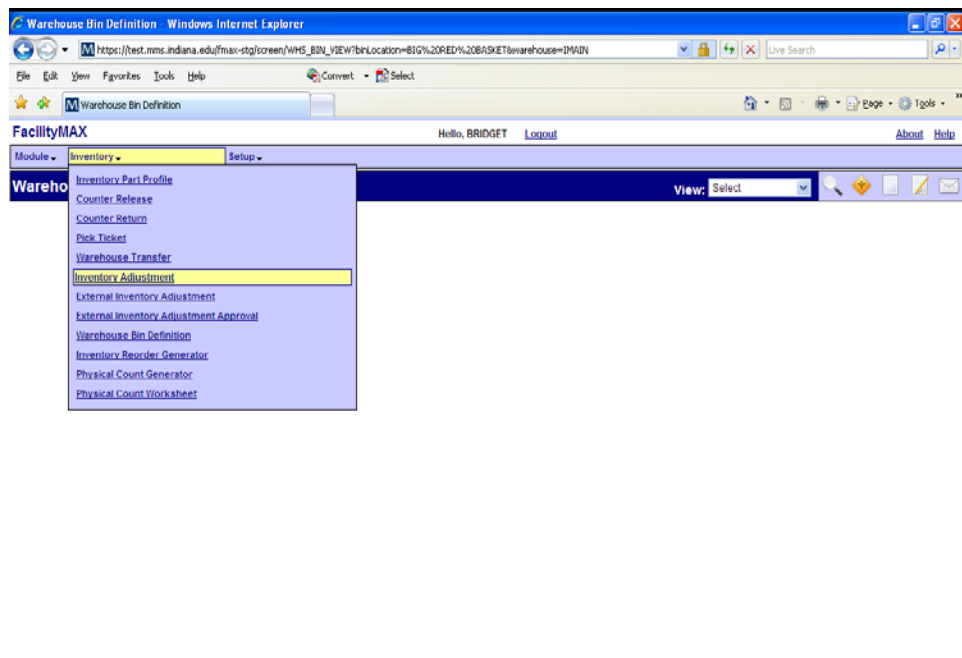 Warehouse Bin Definition - Windows Internet Explorer
https://test.mms.indiana.edu/fmax-stg/screen/WHS_BIN_VIEW?binLocation=BIG%20RED%20BASKET&warehouse=IMAIN Live Search
File Edit View Favorites Tools Help Convert Select
Warehouse Bin Definition Page Tools »
FacilityMAX Hello, BRIDGET Logout About Help
Module Inventory Setup
Wareho View: Select
Inventory Part Profile
Counter Release
Counter Return
Pick Ticket
Warehouse Transfer
Inventory Adjustment
External Inventory Adjustment
External Inventory Adjustment Approval
Warehouse Bin Definition
Inventory Reorder Generator
Physical Count Generator
Physical Count Worksheet